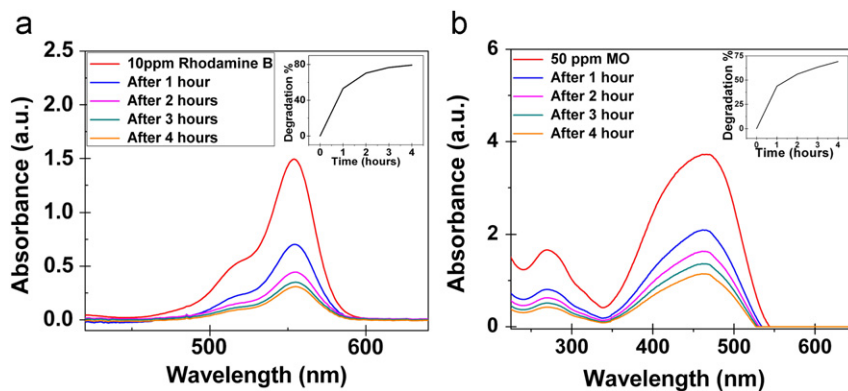 a
2.5
2.0
1.5
1.0
0.5
0.0
Absorbance (a.u.)
10ppm Rhodamine B
After 1 hour
After 2 hours
After 3 hours
After 4 hours
Degradation %
80
40
0
0 1 2 3 4
Time (hours)
500 600
Wavelength (nm)
b
6
4
2
0
Absorbance (a.u.)
50 ppm MO
After 1 hour
After 2 hour
After 3 hour
After 4 hour
Degradation %
75
50
25
0
0 1 2 3 4
Time (hours)
300 400 500 600
Wavelength (nm)